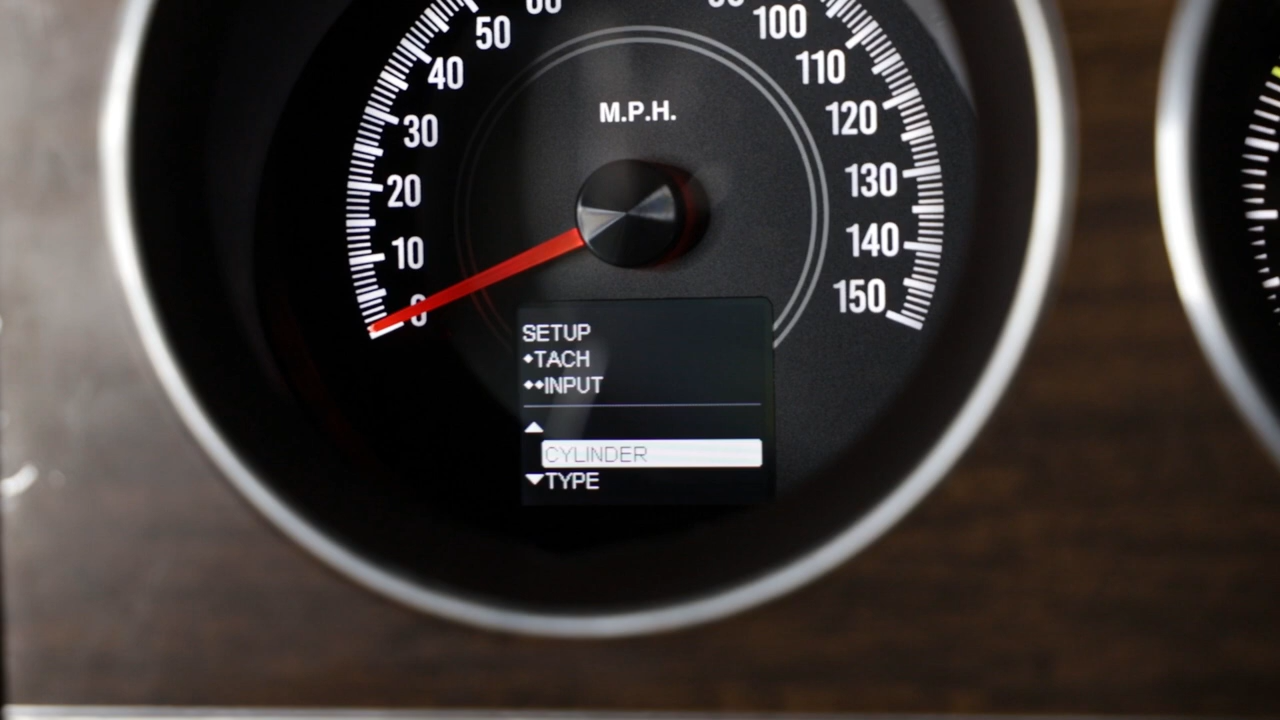 50
100
40
110
M.P.H.
120
30
130
20
140
10
150
0
SETUP
◆TACH
◆◆INPUT
▲
CYLINDER
▼TYPE